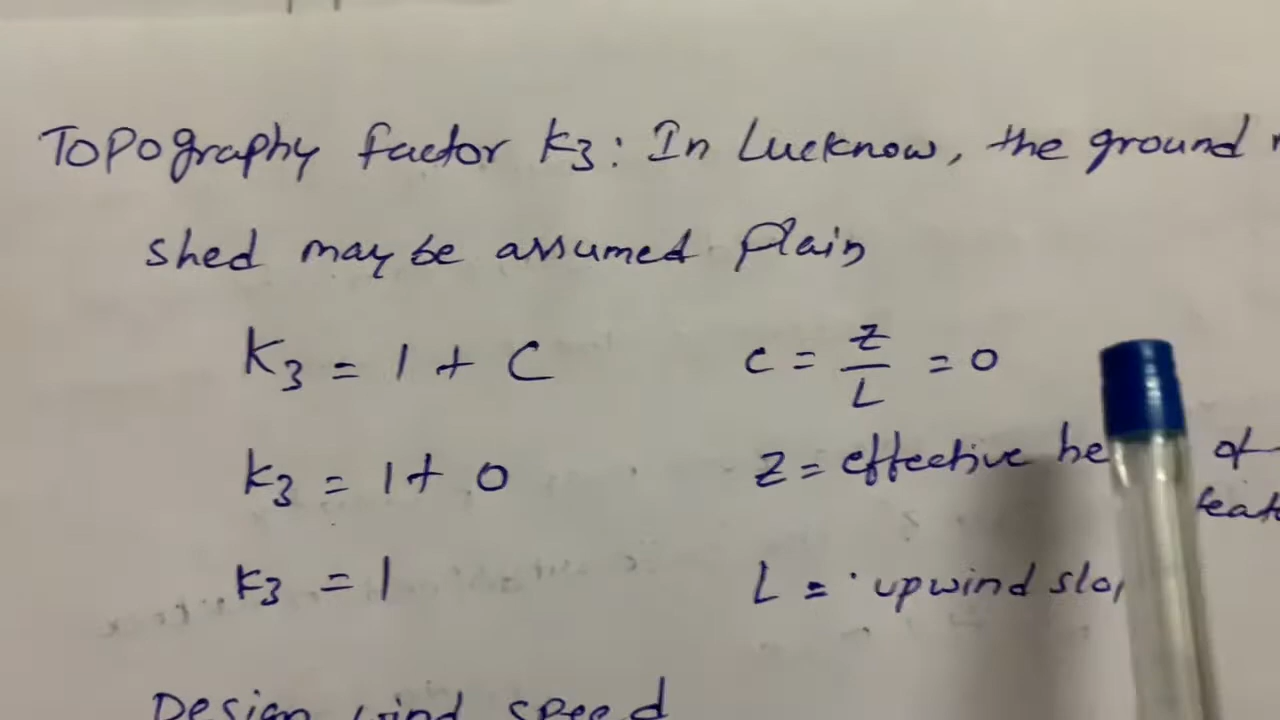 Topography factor K3: In Lucknow, the ground
shed may be assumed plain
K3 = 1 + C
C = Z/L = 0
K3 = 1 + 0
Z = effective of
K3 = 1
L = upwind
Design wind speed